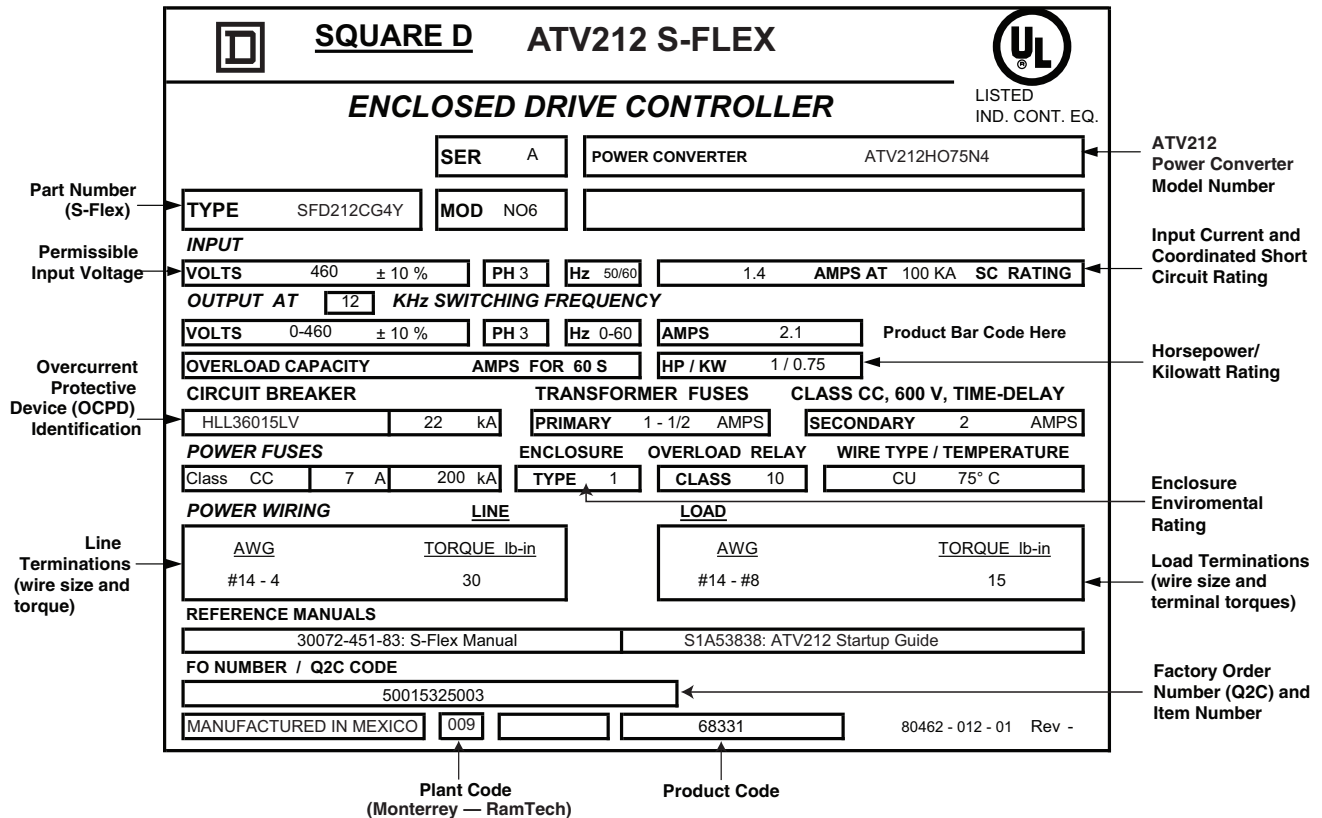 SQUARE D ATV212 S-FLEX
UL
®
LISTED
IND. CONT. EQ.
ENCLOSED DRIVE CONTROLLER
SER A
POWER CONVERTER ATV212HO75N4
ATV212
Power Converter
Model Number
Part Number
(S-Flex)
TYPE SFD212CG4Y
MOD NO6
INPUT
Permissible
Input Voltage
VOLTS 460 ± 10 %
PH 3
Hz 50/60
1.4 AMPS AT 100 KA SC RATING
Input Current and
Coordinated Short
Circuit Rating
OUTPUT AT 12 KHz SWITCHING FREQUENCY
VOLTS 0-460 ± 10 %
PH 3
Hz 0-60
AMPS 2.1
Product Bar Code Here
OVERLOAD CAPACITY AMPS FOR 60 S
HP / KW 1 / 0.75
Horsepower/
Kilowatt Rating
Overcurrent
Protective
Device (OCPD)
Identification
CIRCUIT BREAKER
TRANSFORMER FUSES CLASS CC, 600 V, TIME-DELAY
HLL36015LV 22 kA
PRIMARY 1 - 1/2 AMPS
SECONDARY 2 AMPS
POWER FUSES
ENCLOSURE
OVERLOAD RELAY
WIRE TYPE / TEMPERATURE
Class CC 7 A 200 kA
TYPE 1
CLASS 10
CU 75° C
Enclosure
Enviromental
Rating
POWER WIRING LINE LOAD
Line
Terminations
(wire size and
torque)
AWG TORQUE lb-in
#14 - 4 30
AWG TORQUE lb-in
#14 - #8 15
Load Terminations
(wire size and
terminal torques)
REFERENCE MANUALS
30072-451-83: S-Flex Manual
S1A53838: ATV212 Startup Guide
FO NUMBER / Q2C CODE
50015325003
Factory Order
Number (Q2C) and
Item Number
MANUFACTURED IN MEXICO
009
68331
80462 - 012 - 01 Rev -
Plant Code
(Monterrey — RamTech)
Product Code